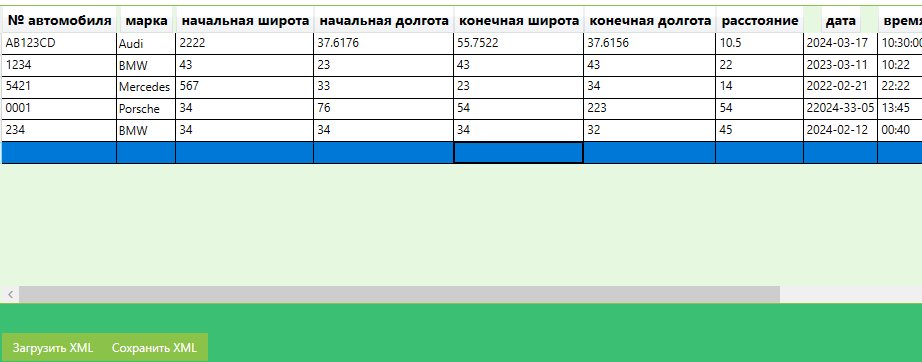 № автомобиля марка начальная широта начальная долгота конечная широта конечная долгота расстояние дата время
AB123CD Audi 2222 37.6176 55.7522 37.6156 10.5 2024-03-17 10:30:00
1234 BMW 43 23 43 43 22 2023-03-11 10:22
5421 Mercedes 567 33 23 34 14 2022-02-21 22:22
0001 Porsche 34 76 54 223 54 22024-33-05 13:45
234 BMW 34 34 34 32 45 2024-02-12 00:40
Загрузить XML Сохранить XML